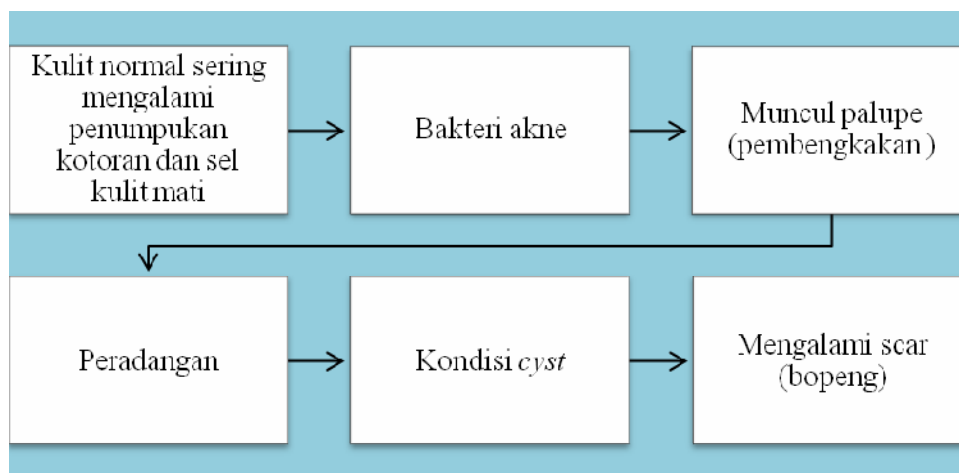 Kulit normal sering
mengalami
penumpukan
kotoran dan sel
kulit mati
Bakteri akne
Muncul palupe
(pembengkakan )
Peradangan
Kondisi cyst
Mengalami scar
(bopeng)